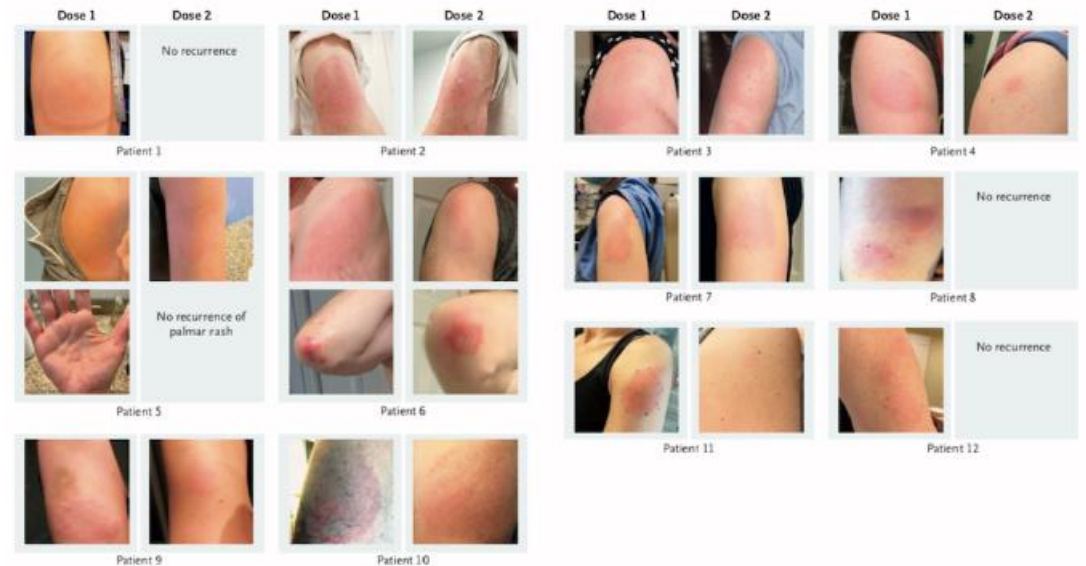 Dose 1 Dose 2 Dose 1 Dose 2 Dose 1 Dose 2 Dose 1 Dose 2
No recurrence
Patient 1 Patient 2 Patient 3 Patient 4
No recurrence
No recurrence of
palmar rash
Patient 7 Patient 8
Patient 5 Patient 6
No recurrence
Patient 11 Patient 12
Patient 9 Patient 10